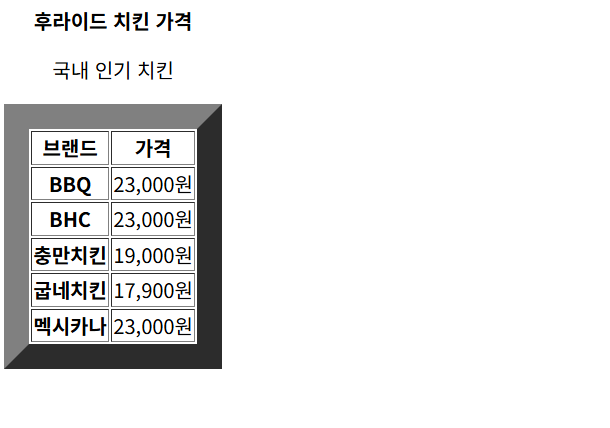 후라이드 치킨 가격
국내 인기 치킨
브랜드 가격
BBQ 23,000원
BHC 23,000원
충만치킨 19,000원
굽네치킨 17,900원
멕시카나 23,000원